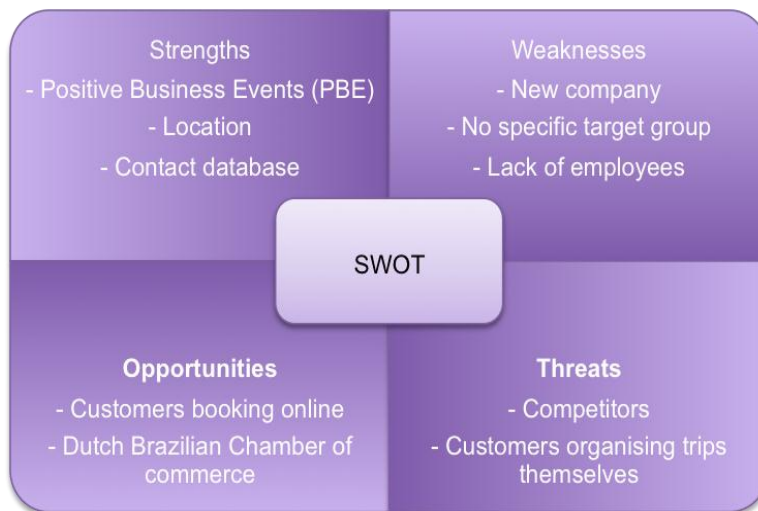 Strengths
- Positive Business Events (PBE)
- Location
- Contact database
Weaknesses
- New company
- No specific target group
- Lack of employees
SWOT
Opportunities
- Customers booking online
- Dutch Brazilian Chamber of
commerce
Threats
- Competitors
- Customers organising trips
themselves